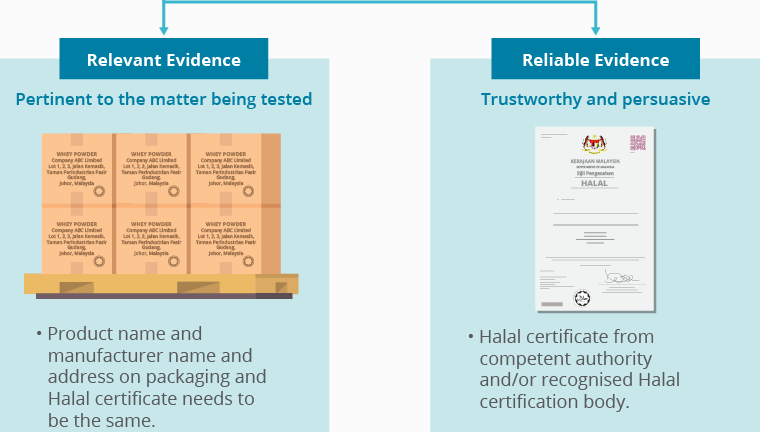 Relevant Evidence
Pertinent to the matter being tested
WHEY POWDER
Company ABC Limited
Lot 1, 2, 3, Jalan Kemasik,
Taman Perindustrian Pasir
Gudang,
Johor, Malaysia
WHEY POWDER
Company ABC Limited
Lot 1, 2, 3, Jalan Kemasik,
Taman Perindustrian Pasir
Gudang,
Johor, Malaysia
WHEY POWDER
Company ABC Limited
Lot 1, 2, 3, Jalan Kemasik,
Taman Perindustrian Pasir
Gudang,
Johor, Malaysia
WHEY POWDER
Company ABC Limited
Lot 1, 2, 3, Jalan Kemasik,
Taman Perindustrian Pasir
Gudang,
Johor, Malaysia
WHEY POWDER
Company ABC Limited
Lot 1, 2, 3, Jalan Kemasik,
Taman Perindustrian Pasir
Gudang,
Johor, Malaysia
WHEY POWDER
Company ABC Limited
Lot 1, 2, 3, Jalan Kemasik,
Taman Perindustrian Pasir
Gudang,
Johor, Malaysia
• Product name and
manufacturer name and
address on packaging and
Halal certificate needs to
be the same.
Reliable Evidence
Trustworthy and persuasive
KERAJAAN MALAYSIA
GOVERNMENT OF MALAYSIA
Sijil Pengesahan
HALAL
• Halal certificate from
competent authority
and/or recognised Halal
certification body.